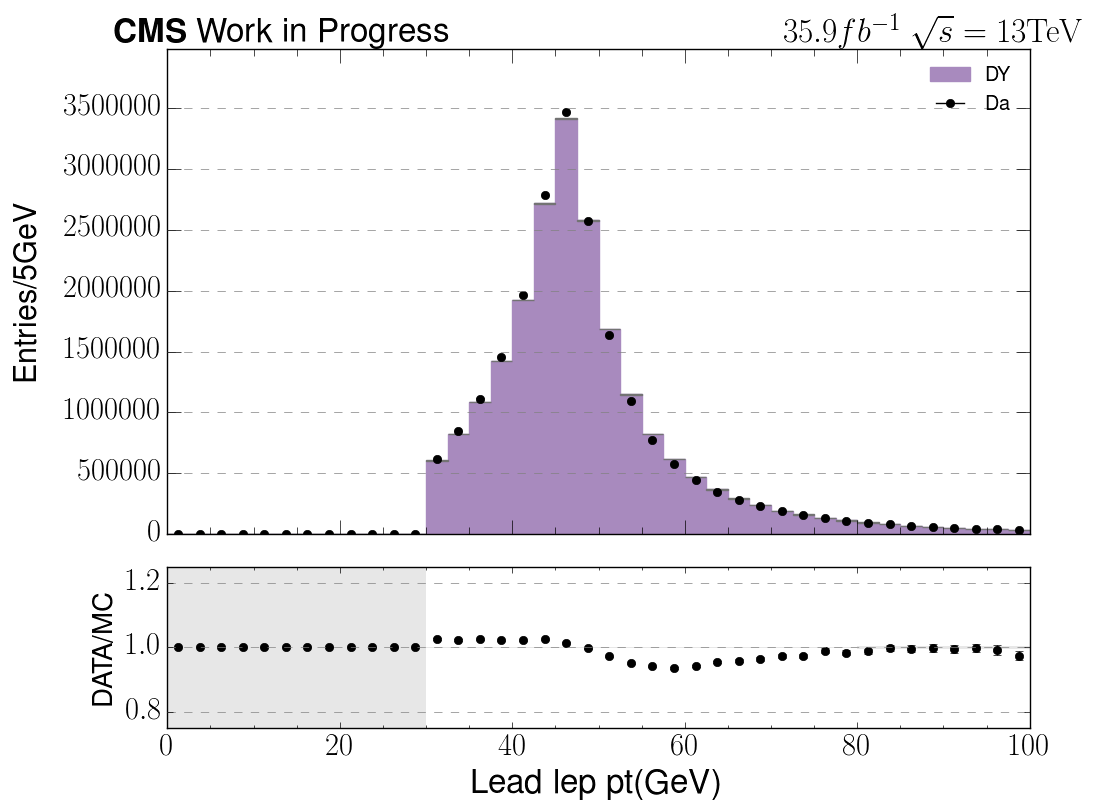 CMS Work in Progress
35.9fb⁻¹ √s = 13TeV
DY
Da
Entries/5GeV
3500000
3000000
2500000
2000000
1500000
1000000
500000
0
DATA/MC
1.2
1.0
0.8
0 20 40 60 80 100
Lead lep pt(GeV)